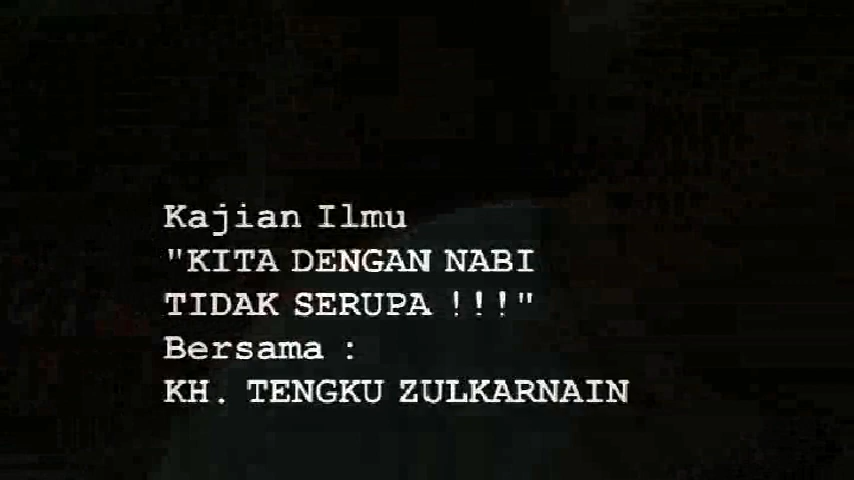 Kajian Ilmu
"KITA DENGAN NABI
TIDAK SERUPA !!!"
Bersama :
KH. TENGKU ZULKARNAIN